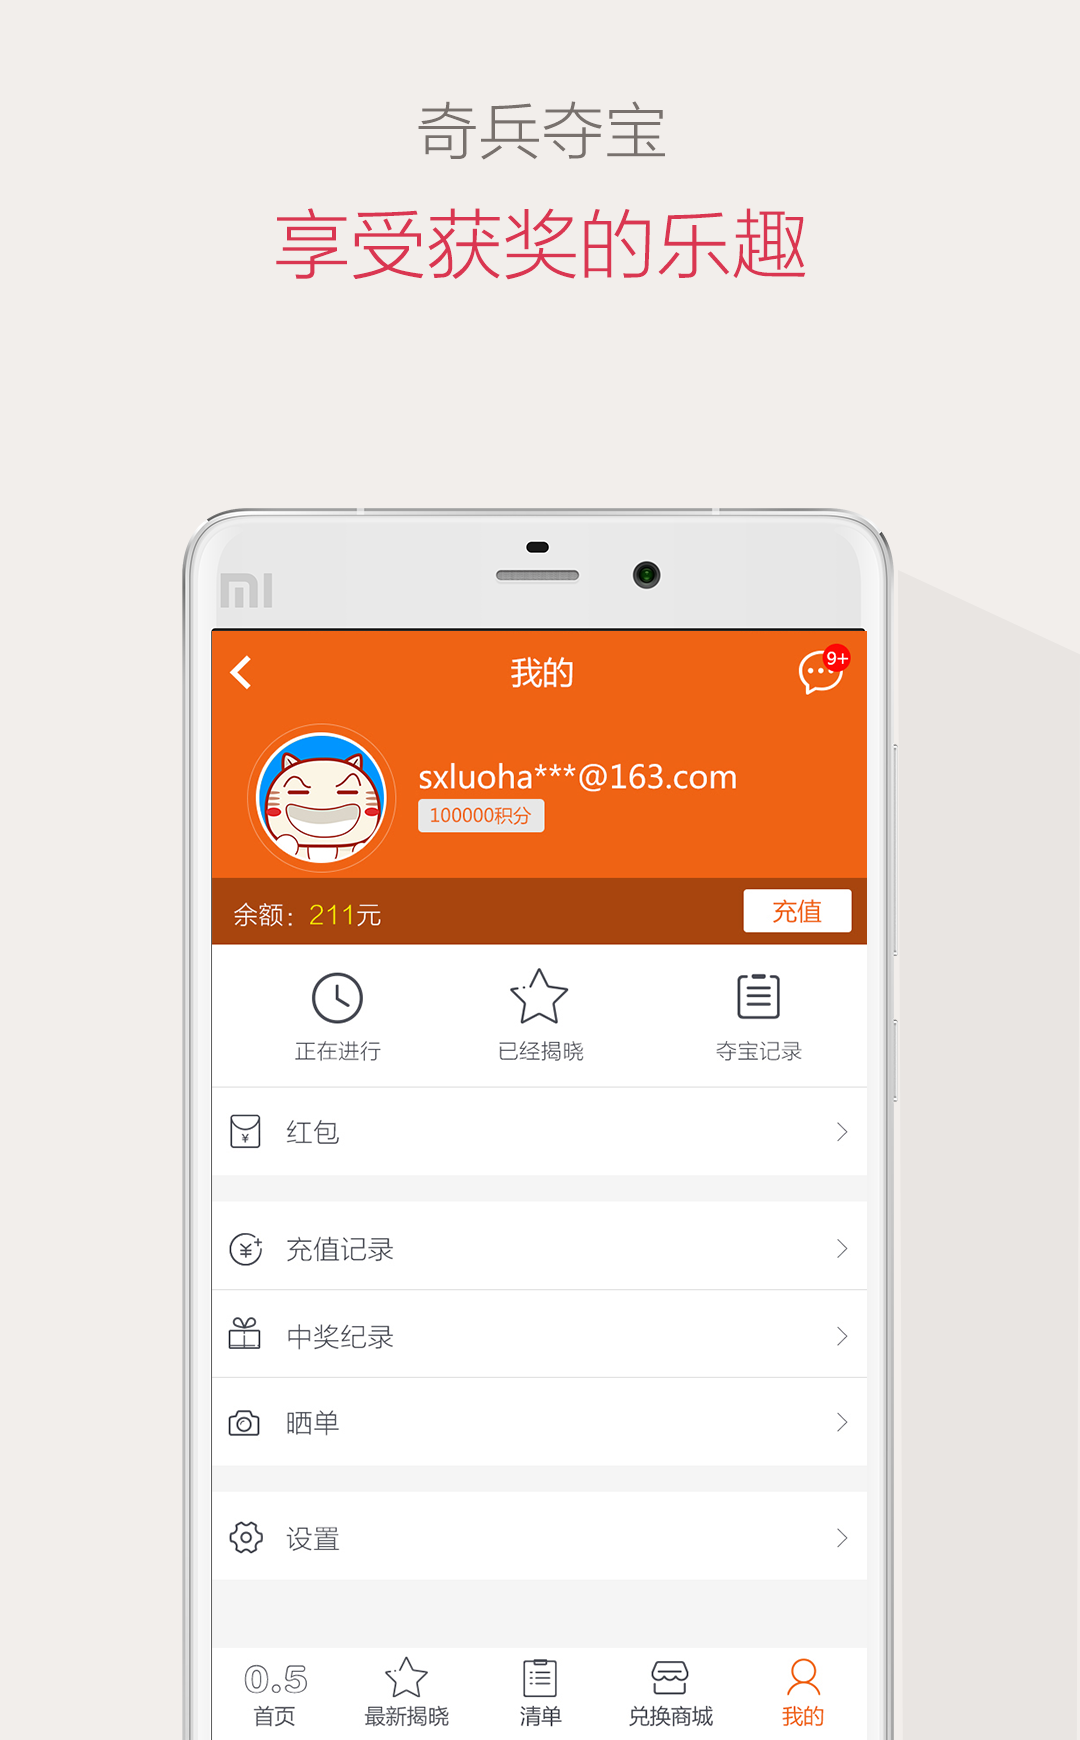 奇兵夺宝
享受获奖的乐趣
mi
我的
9+
sxluoha***@163.com
100000积分
余额：211元
充值
正在进行 已经揭晓 夺宝记录
红包
充值记录
中奖纪录
晒单
设置
0.5
首页 最新揭晓 清单 兑换商城 我的